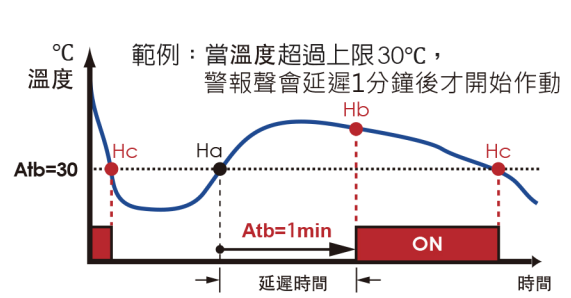 °C
溫度
範例：當溫度超過上限30°C，
警報聲會延遲1分鐘後才開始作動
Hb
Hc
Ha
Hc
Atb=30
Atb=1min
ON
延遲時間
時間